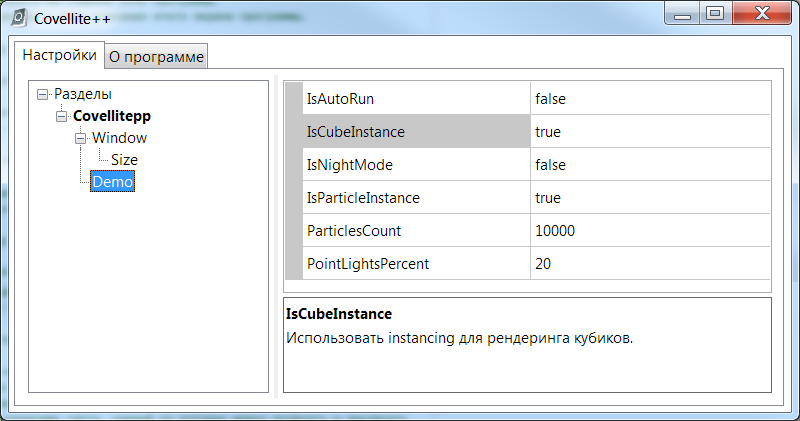 Covellite++
Настройки
О программе
Разделы
Covellitepp
Window
Size
Demo
IsAutoRun false
IsCubeInstance true
IsNightMode false
IsParticleInstance true
ParticlesCount 10000
PointLightsPercent 20
IsCubeInstance
Использовать instancing для рендеринга кубиков.